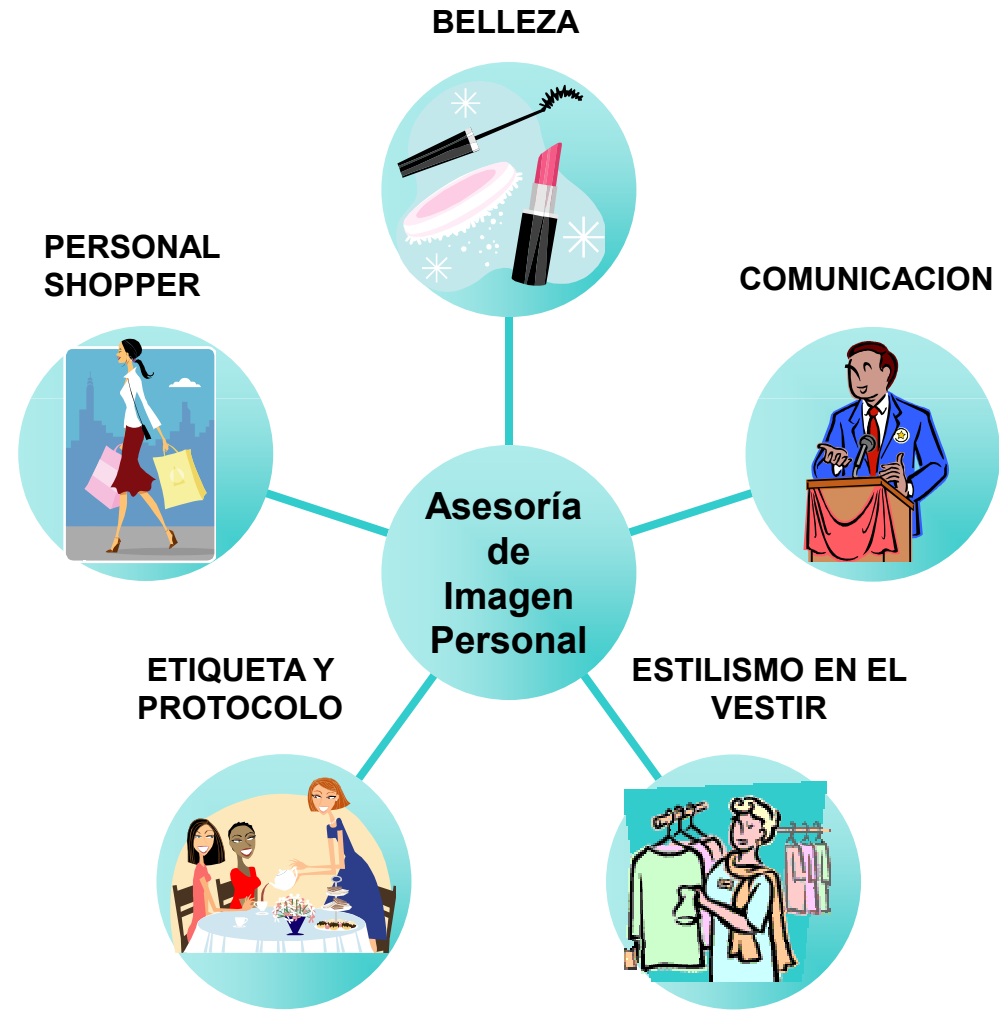 BELLEZA
PERSONAL
SHOPPER
COMUNICACION
Asesoría
de
Imagen
Personal
ETIQUETA Y
PROTOCOLO
ESTILISMO EN EL
VESTIR